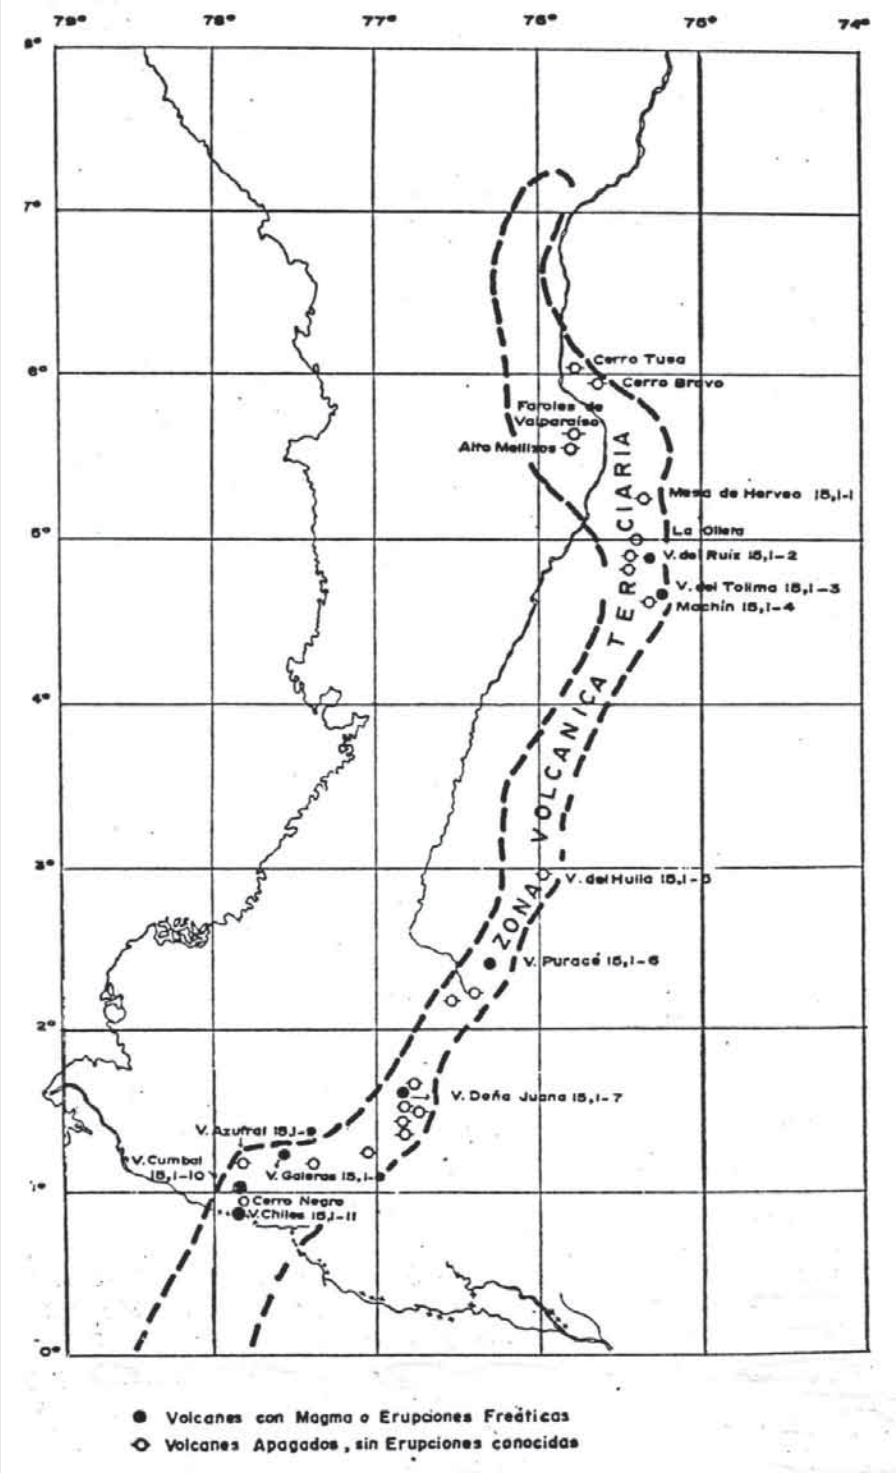 79° 78° 77° 76° 75° 74°
8°
7°
6°
5°
4°
3°
2°
1°
0°
Cerro Tusa
Cerro Bravo
Faroles de
Valparaíso
Alto Mellizos
Mesa de Herveo 15,1-1
La Olleta
V. del Ruiz 15,1-2
V. del Tolima 15,1-3
Machin 15,1-4
ZONA VOLCANICA TERCIARIA
V. del Huila 15,1-5
V. Puracé 15,1-6
V. Doña Juana 15,1-7
V. Azufral 15,1-9
V. Cumbal
15,1-10
V. Galeras 15,1-
Cerro Negro
V. Chiles 15,1-11
Volcanes con Magma o Erupciones Freáticas
Volcanes Apagados, sin Erupciones conocidas